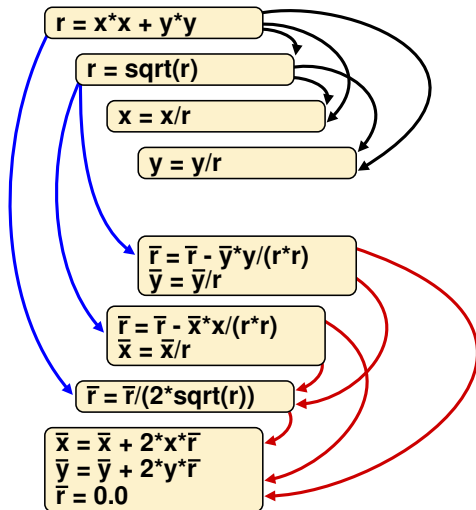 r = x*x + y*y
r = sqrt(r)
x = x/r
y = y/r
r̅ = r̅ - y̅*y/(r*r)
y̅ = y̅/r
r̅ = r̅ - x̅*x/(r*r)
x̅ = x̅/r
r̅ = r̅/(2*sqrt(r))
x̅ = x̅ + 2*x*r̅
y̅ = y̅ + 2*y*r̅
r̅ = 0.0